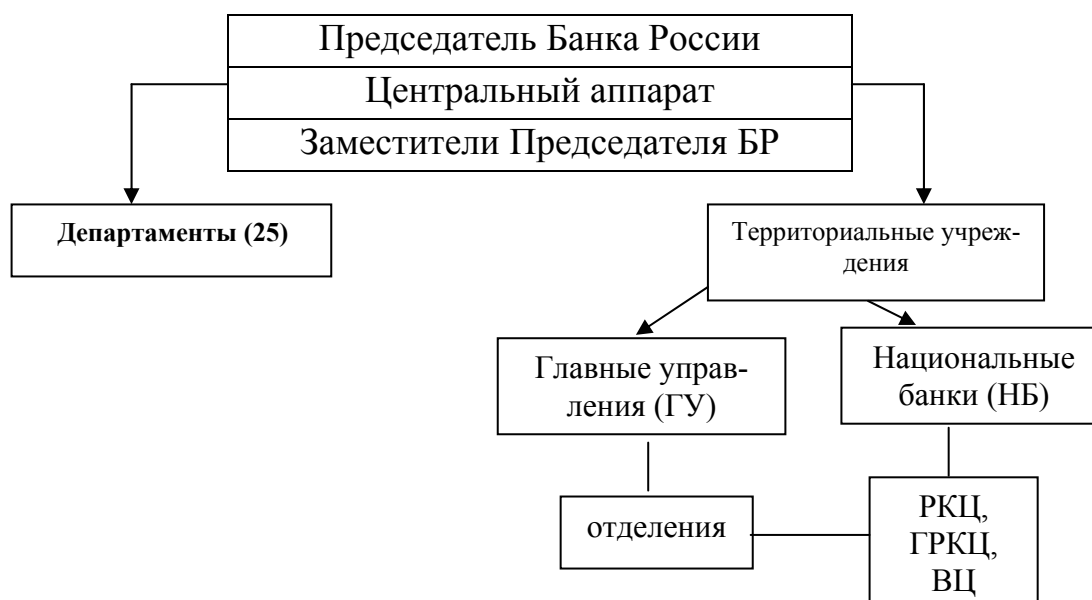 Председатель Банка России
Центральный аппарат
Заместители Председателя БР
Департаменты (25)
Территориальные учреж-
дения
Главные управ-
ления (ГУ)
Национальные
банки (НБ)
отделения
РКЦ,
ГРКЦ,
ВЦ